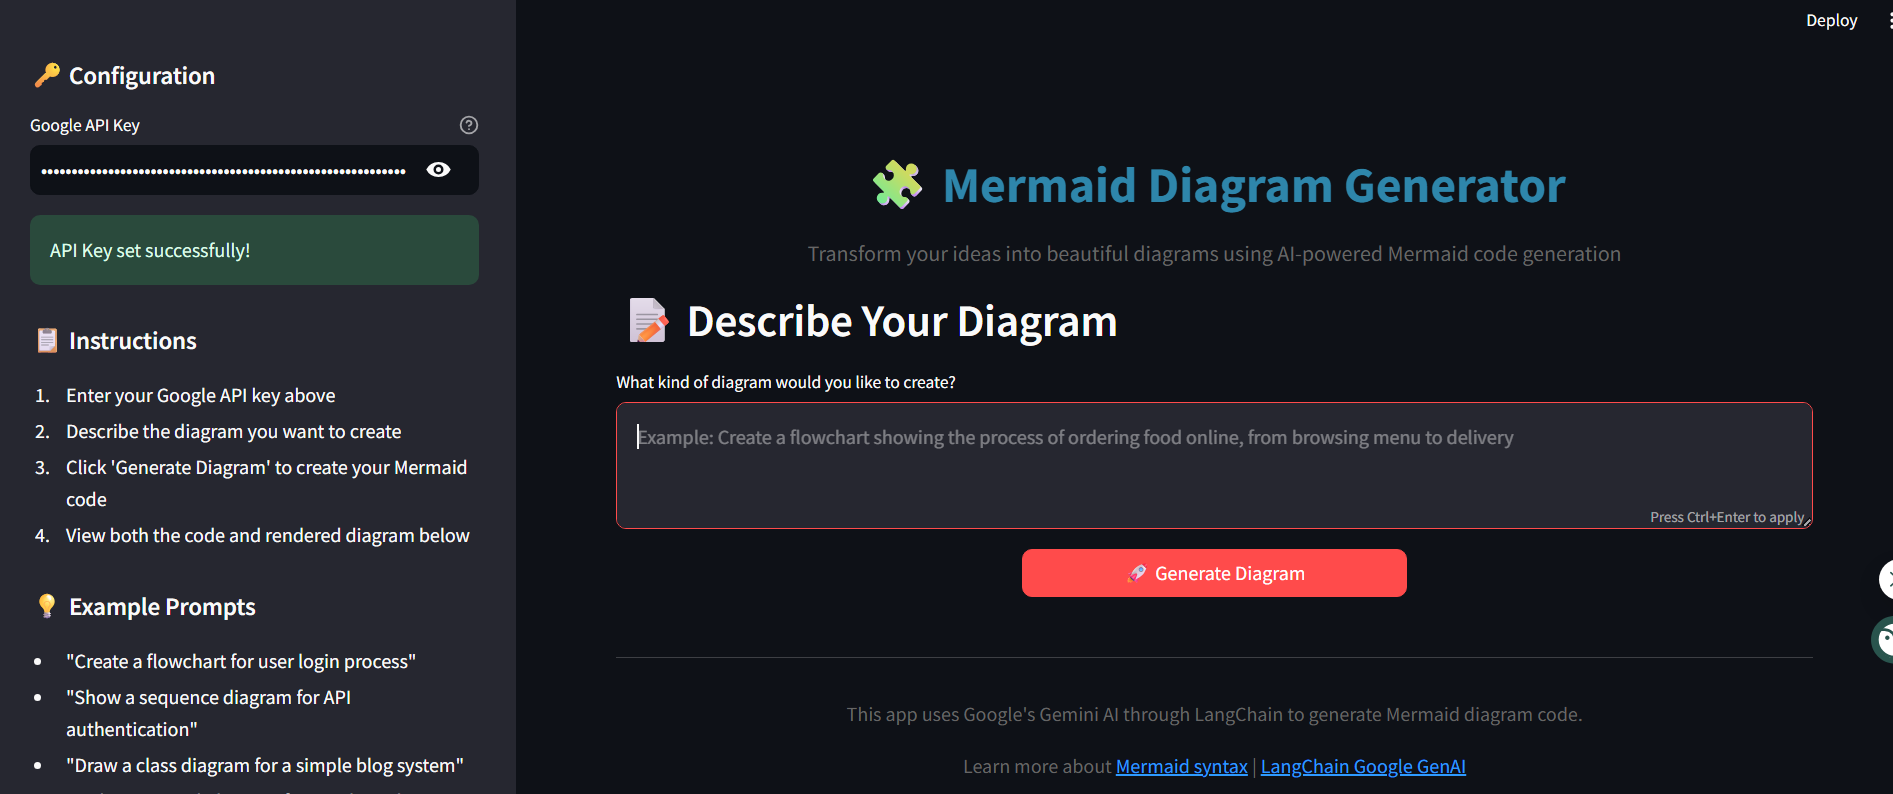 Deploy
Configuration
Google API Key
API Key set successfully!
Instructions
1. Enter your Google API key above
2. Describe the diagram you want to create
3. Click 'Generate Diagram' to create your Mermaid
code
4. View both the code and rendered diagram below
Example Prompts
"Create a flowchart for user login process"
"Show a sequence diagram for API
authentication"
"Draw a class diagram for a simple blog system"
Mermaid Diagram Generator
Transform your ideas into beautiful diagrams using AI-powered Mermaid code generation
Describe Your Diagram
What kind of diagram would you like to create?
Example: Create a flowchart showing the process of ordering food online, from browsing menu to delivery
Press Ctrl+Enter to apply
Generate Diagram
This app uses Google's Gemini AI through LangChain to generate Mermaid diagram code.
Learn more about Mermaid syntax | LangChain Google GenAI